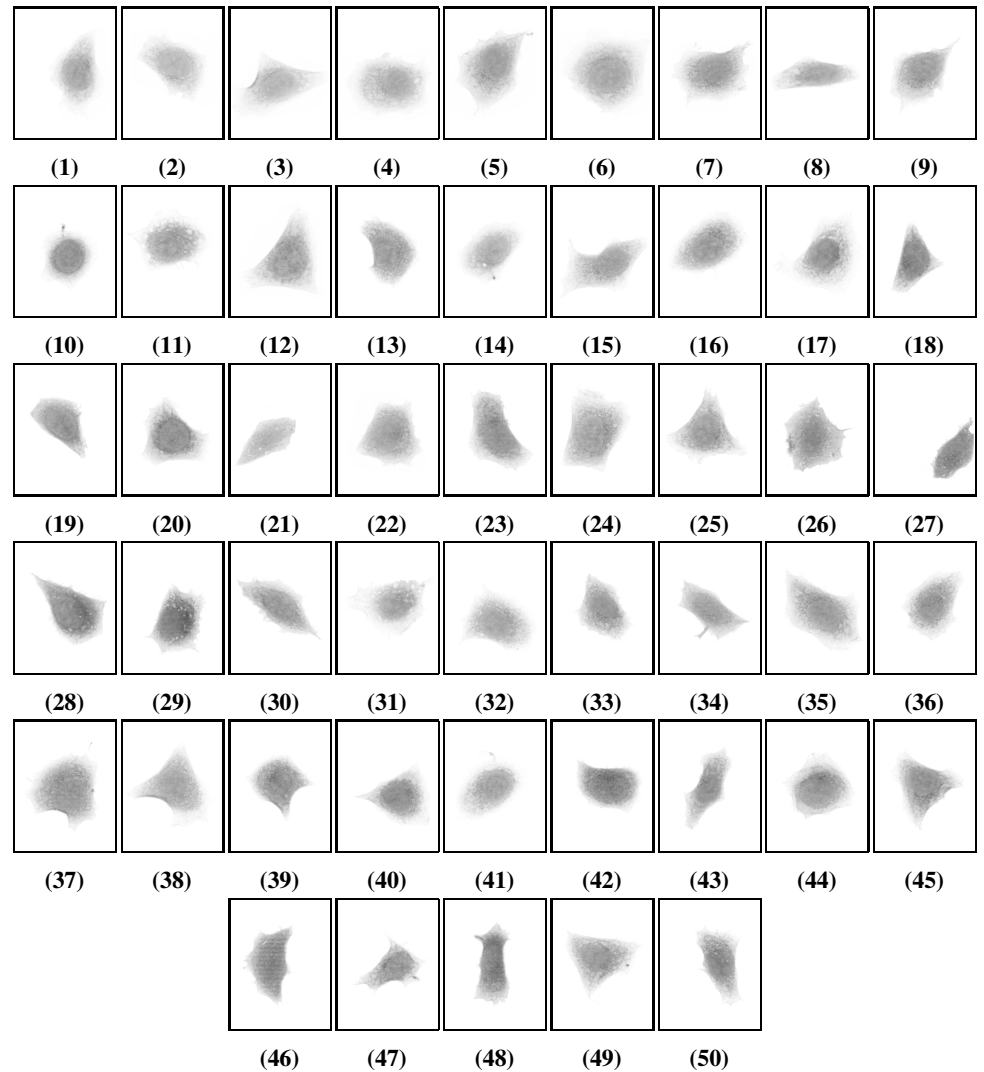 (1) (2) (3) (4) (5) (6) (7) (8) (9)
(10) (11) (12) (13) (14) (15) (16) (17) (18)
(19) (20) (21) (22) (23) (24) (25) (26) (27)
(28) (29) (30) (31) (32) (33) (34) (35) (36)
(37) (38) (39) (40) (41) (42) (43) (44) (45)
(46) (47) (48) (49) (50)